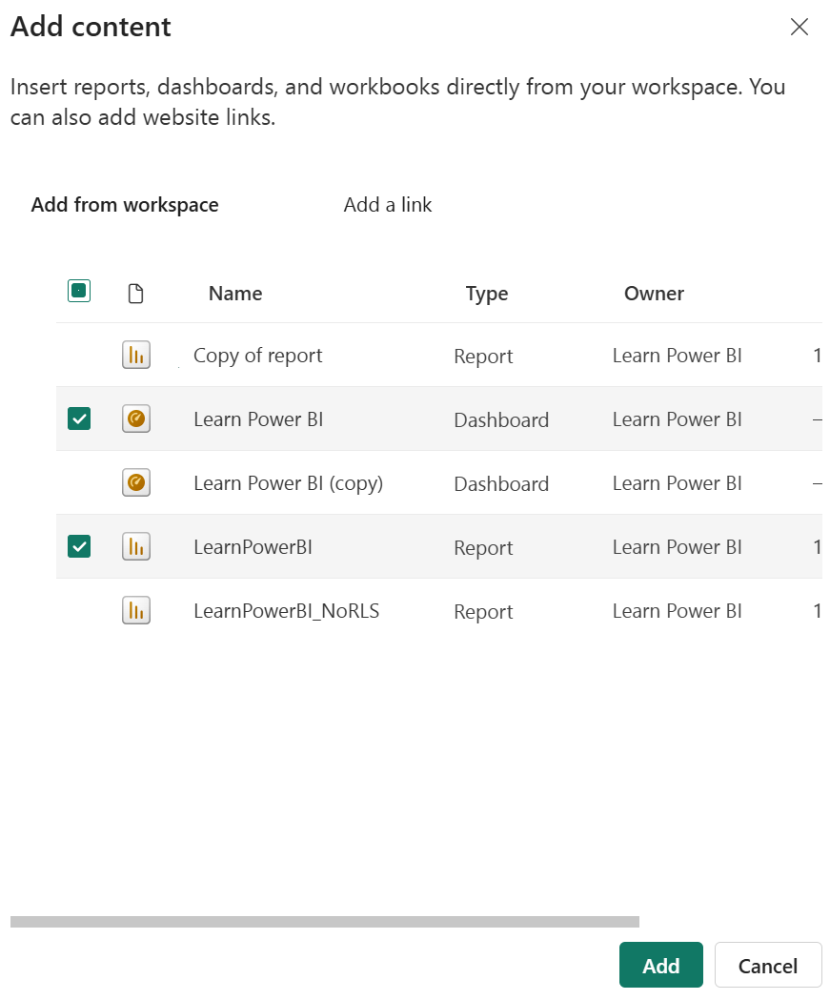 Add content
Insert reports, dashboards, and workbooks directly from your workspace. You
can also add website links.
Add from workspace Add a link
Name Type Owner
Copy of report Report Learn Power BI 1
Learn Power BI Dashboard Learn Power BI –
Learn Power BI (copy) Dashboard Learn Power BI –
LearnPowerBI Report Learn Power BI 1
LearnPowerBI_NoRLS Report Learn Power BI 1
Add Cancel